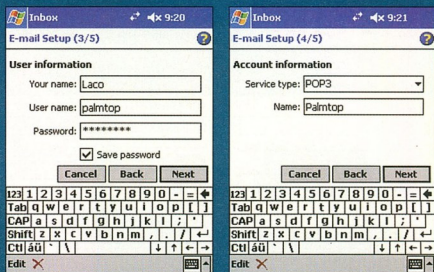 Inbox 9:20
E-mail Setup (3/5)
User information
Your name: Laco
User name: palmtop
Password: ********
Save password
Cancel Back Next
123 1 2 3 4 5 6 7 8 9 0 - =
Tab q w e r t y u i o p [ ]
CAP a s d f g h j k l ; '
Shift z x c v b n m , . /
Ctl áü ` \
Edit
Inbox 9:21
E-mail Setup (4/5)
Account information
Service type: POP3
Name: Palmtop
Cancel Back Next
123 1 2 3 4 5 6 7 8 9 0 - =
Tab q w e r t y u i o p [ ]
CAP a s d f g h j k l ; '
Shift z x c v b n m , . /
Ctl áü ` \
Edit